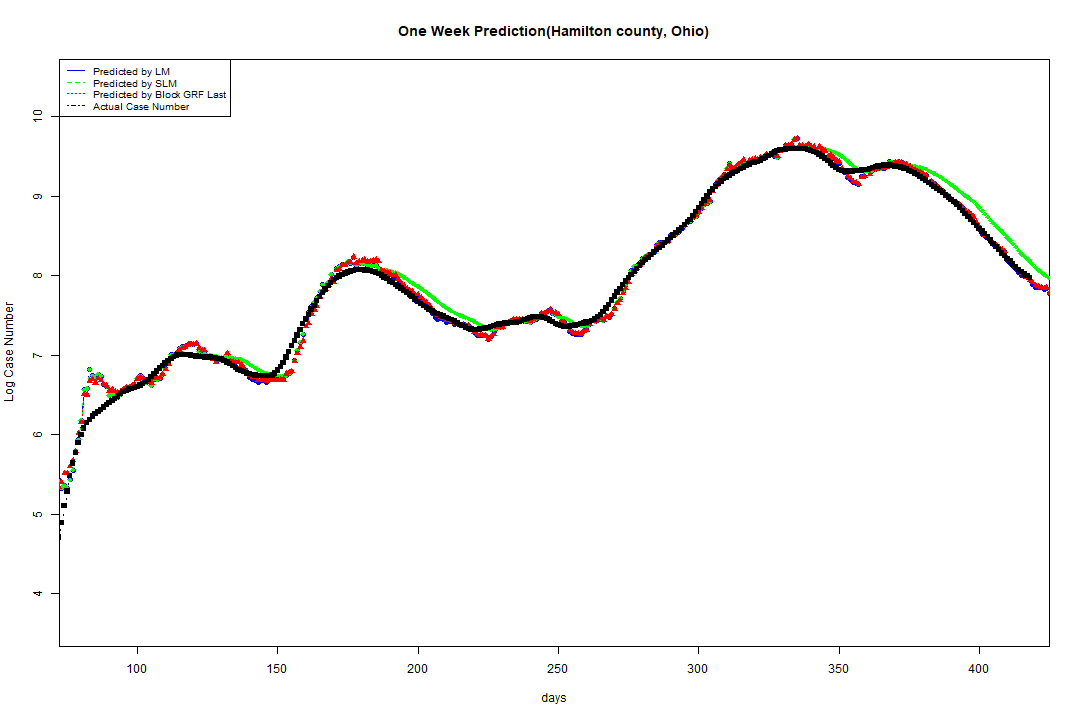 One Week Prediction(Hamilton county, Ohio)
Predicted by LM
Predicted by SLM
Predicted by Block GRF Last
Actual Case Number
10
9
8
7
6
5
4
Log Case Number
100 150 200 250 300 350 400
days